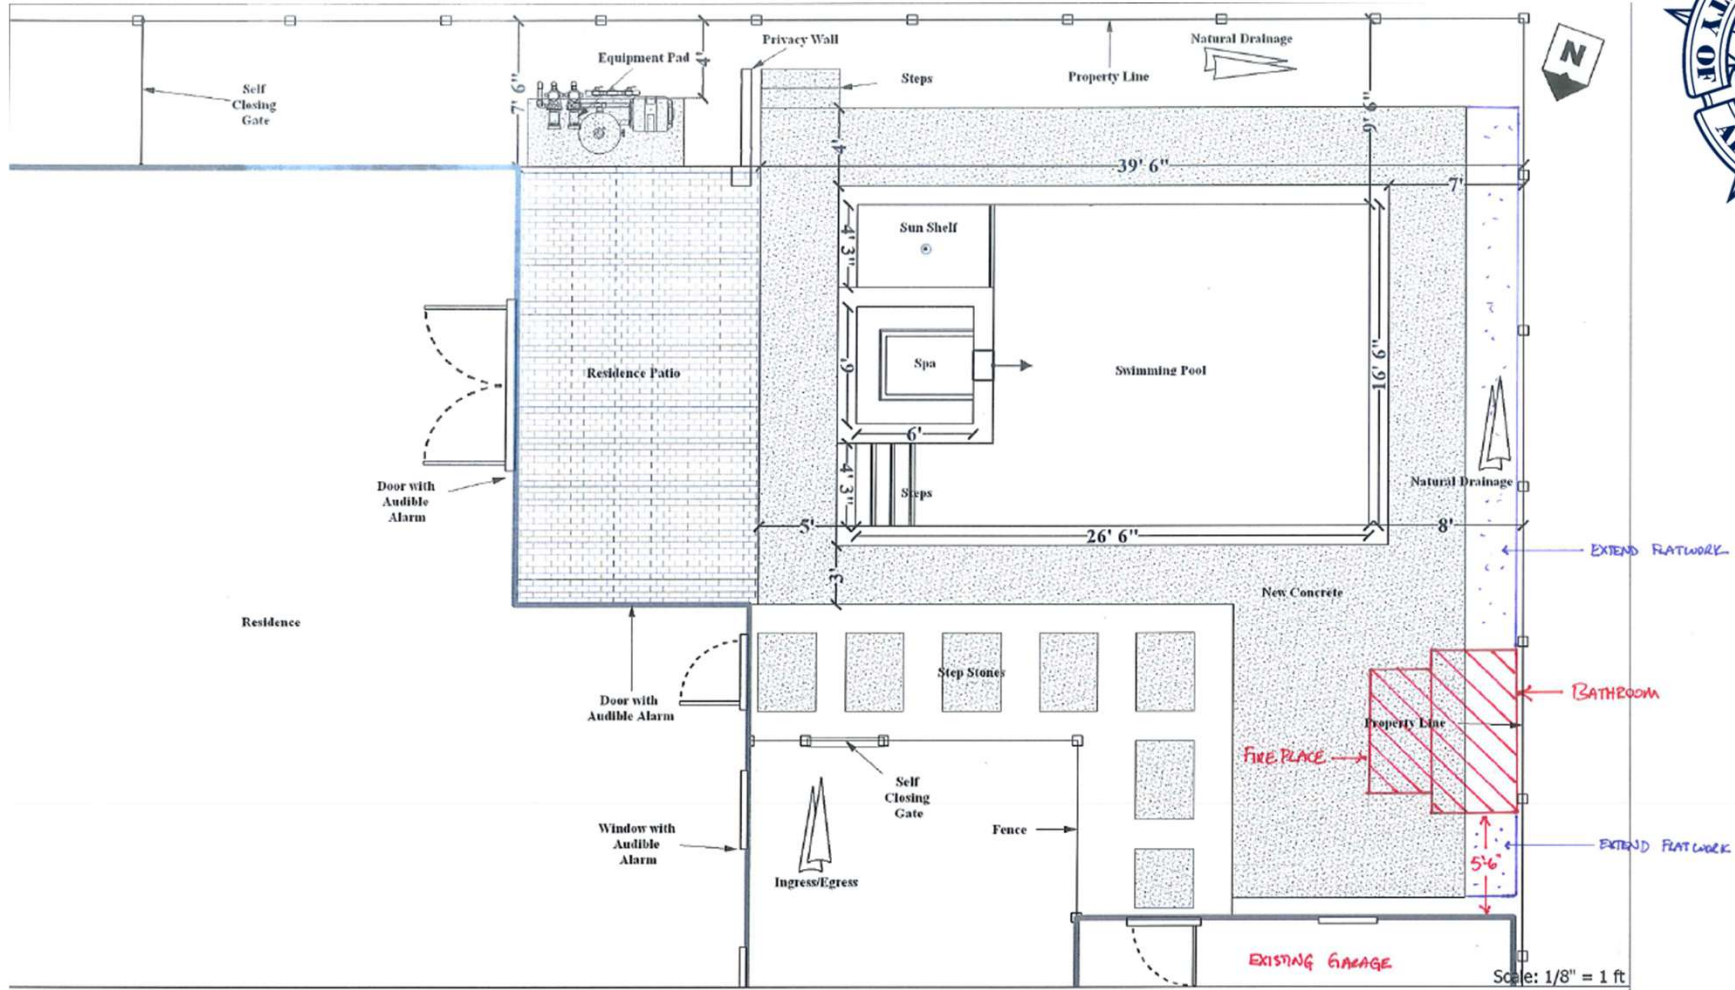 Privacy Wall
Natural Drainage
TY OF
N
Equipment Pad
4'
Steps
Property Line
Self
Closing
Gate
7' 6"
9' 6"
4'
39' 6"
7'
4' 3"
Sun Shelf
Spa
6'
6'
Swimming Pool
16' 6"
Residence Patio
4' 3"
Steps
Natural Drainage
Door with
Audible
Alarm
5'
26' 6"
8'
EXTEND FLATWORK
3'
New Concrete
Residence
Step Stones
Door with
Audible Alarm
BATHROOM
Property Line
FIRE PLACE
Self
Closing
Gate
Window with
Audible
Alarm
Fence
EXTEND FLATWORK
5'-6"
Ingress/Egress
EXISTING GARAGE
Scale: 1/8" = 1 ft